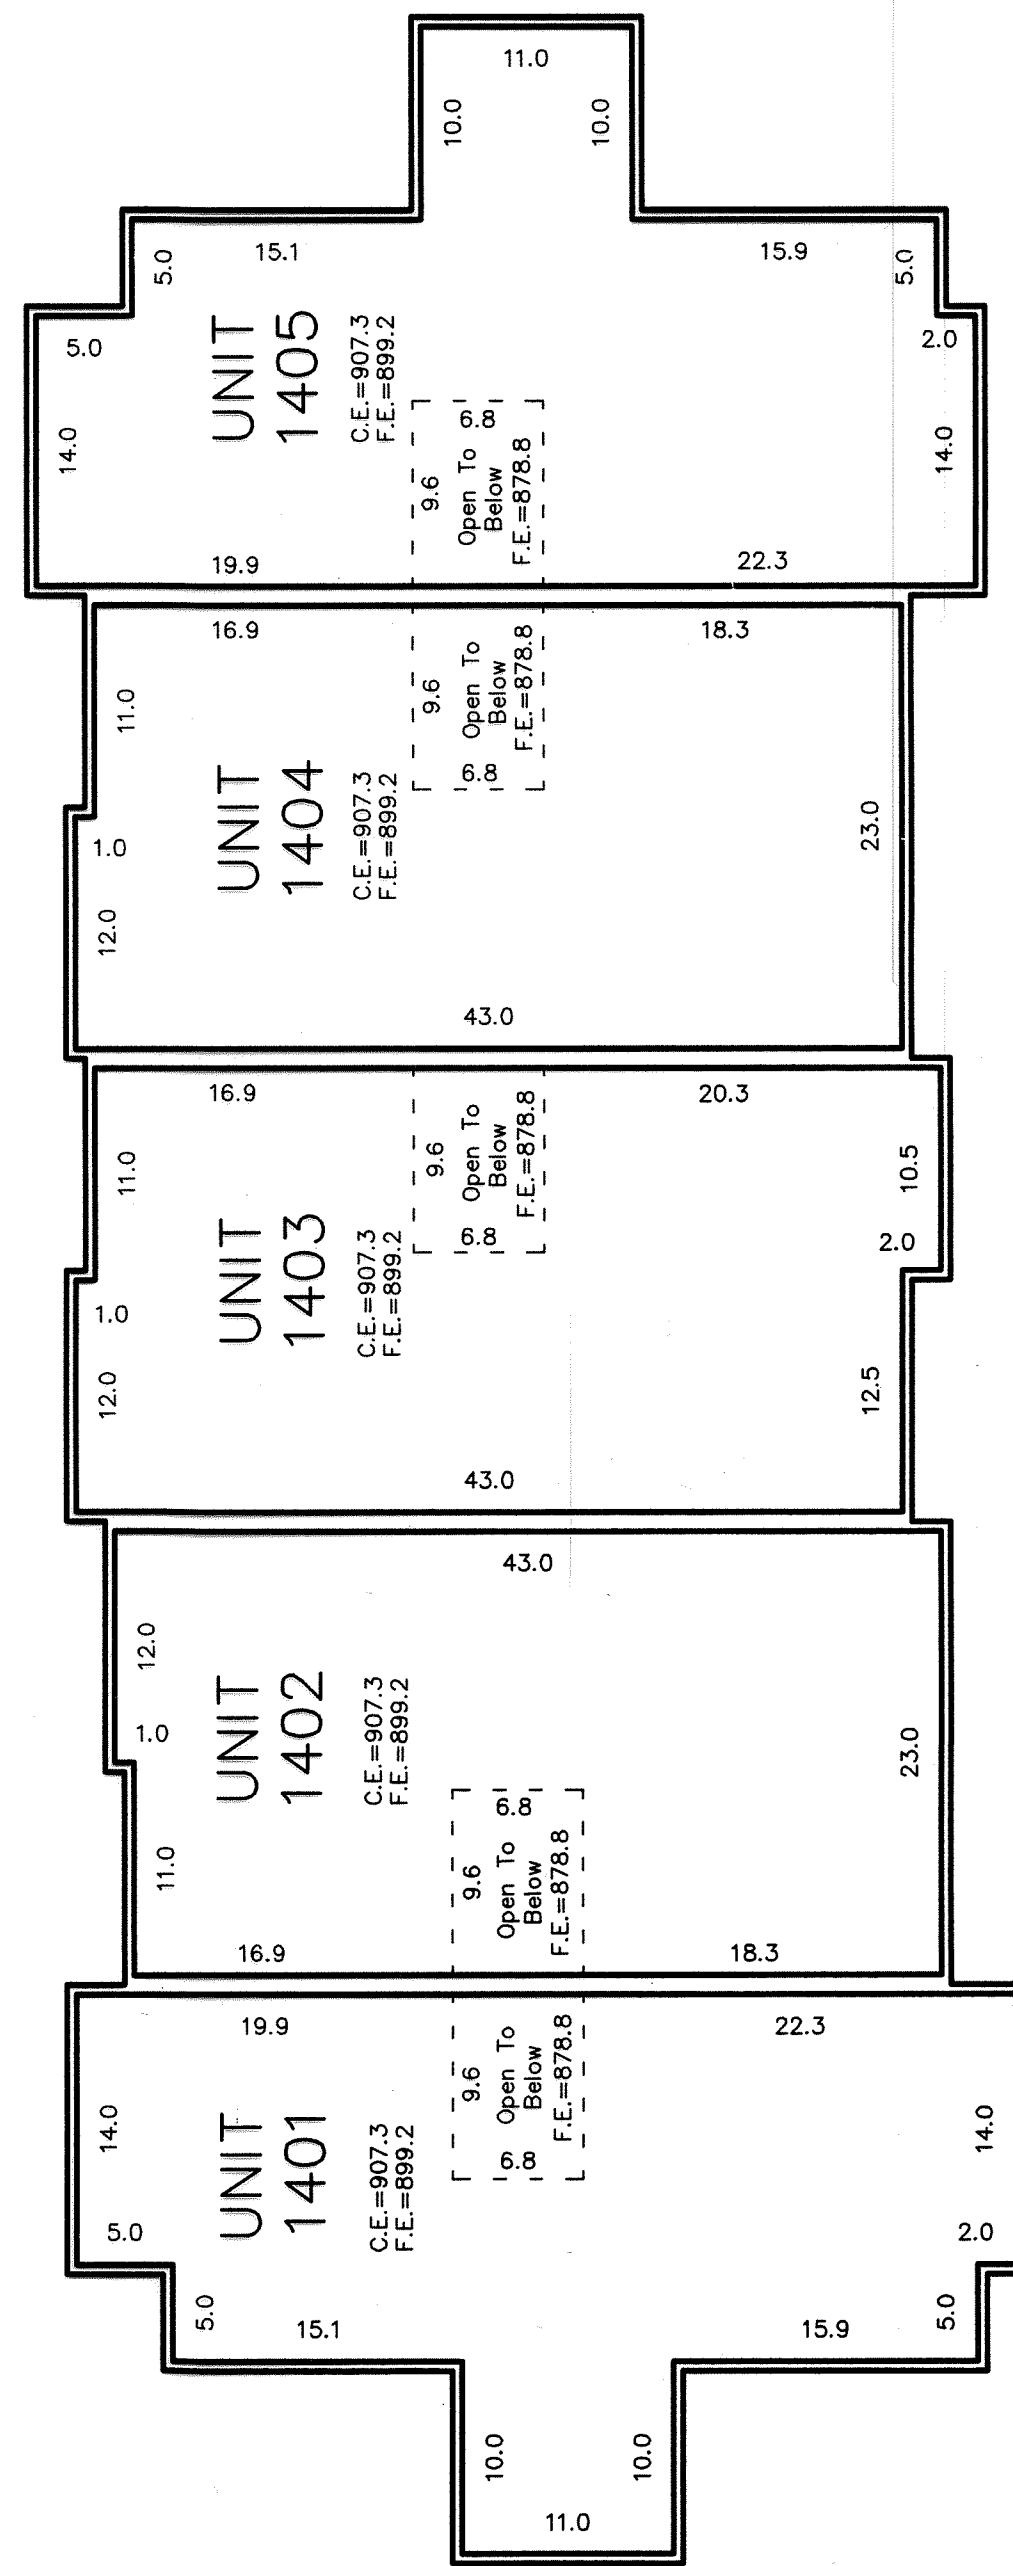 11.0
10.0
10.0
15.1
15.9
5.0
5.0
5.0
2.0
14.0
14.0
UNIT
1405
C.E.=907.3
F.E.=899.2
6.8
9.6
Open To
Below
F.E.=878.8
19.9
22.3
16.9
18.3
11.0
9.6
Open To
Below
F.E.=878.8
6.8
UNIT
1404
C.E.=907.3
F.E.=899.2
1.0
12.0
23.0
43.0
16.9
20.3
11.0
9.6
Open To
Below
F.E.=878.8
6.8
10.5
2.0
UNIT
1403
C.E.=907.3
F.E.=899.2
1.0
12.0
12.5
43.0
43.0
12.0
1.0
UNIT
1402
C.E.=907.3
F.E.=899.2
23.0
6.8
9.6
Open To
Below
F.E.=878.8
11.0
16.9
18.3
19.9
22.3
14.0
9.6
Open To
Below
F.E.=878.8
6.8
14.0
UNIT
1401
C.E.=907.3
F.E.=899.2
5.0
2.0
5.0
5.0
15.1
15.9
10.0
10.0
11.0